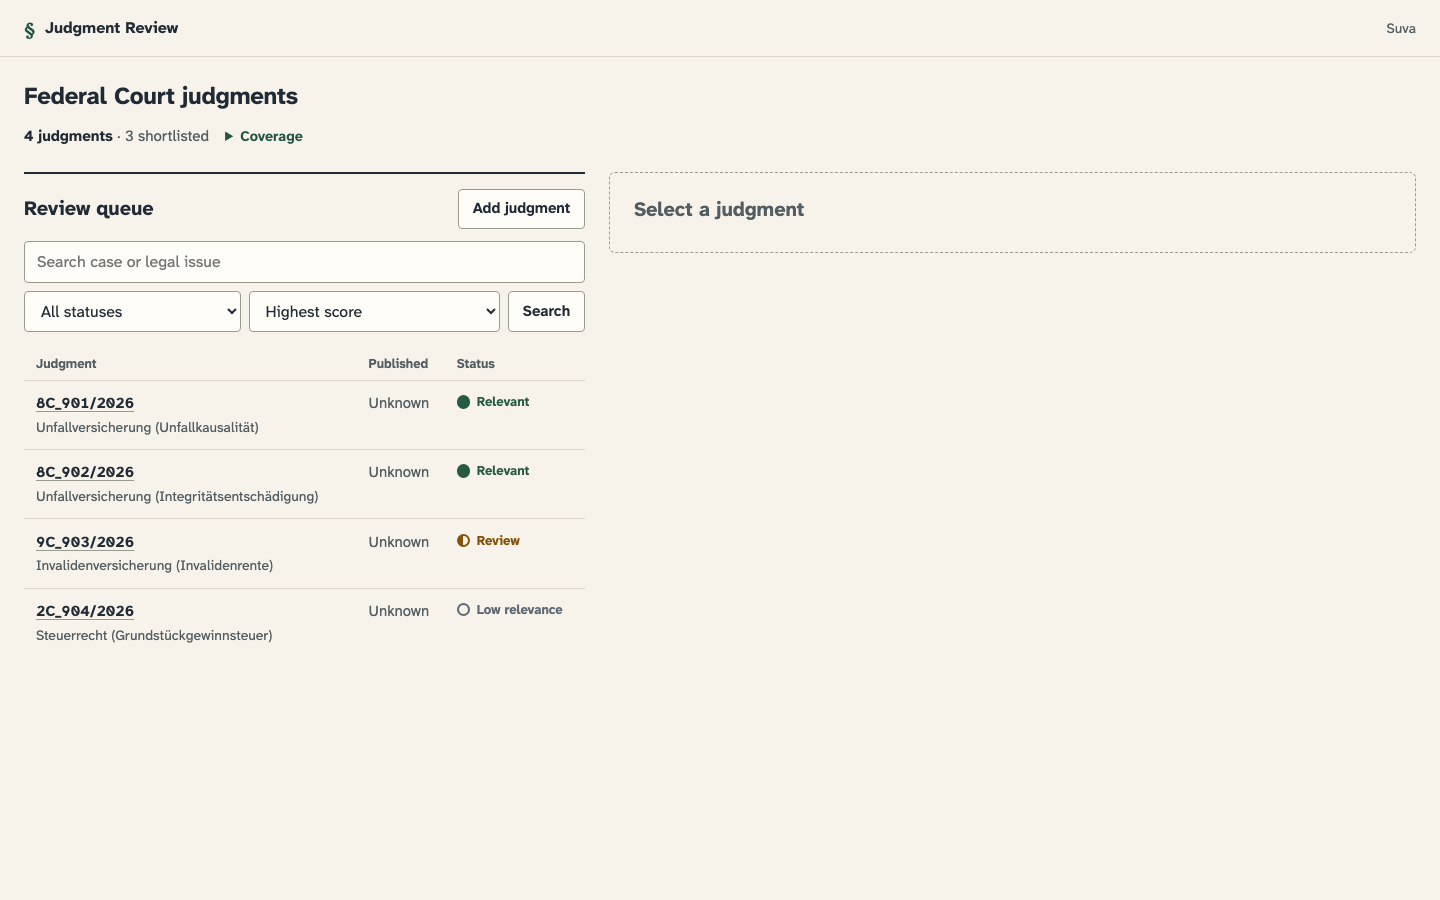 § Judgment Review
Suva
Federal Court judgments
4 judgments · 3 shortlisted ▶ Coverage
Review queue
Add judgment
Search case or legal issue
All statuses
Highest score
Search
Judgment Published Status
8C_901/2026 Unknown Relevant
Unfallversicherung (Unfallkausalität)
8C_902/2026 Unknown Relevant
Unfallversicherung (Integritätsentschädigung)
9C_903/2026 Unknown Review
Invalidenversicherung (Invalidenrente)
2C_904/2026 Unknown Low relevance
Steuerrecht (Grundstückgewinnsteuer)
Select a judgment